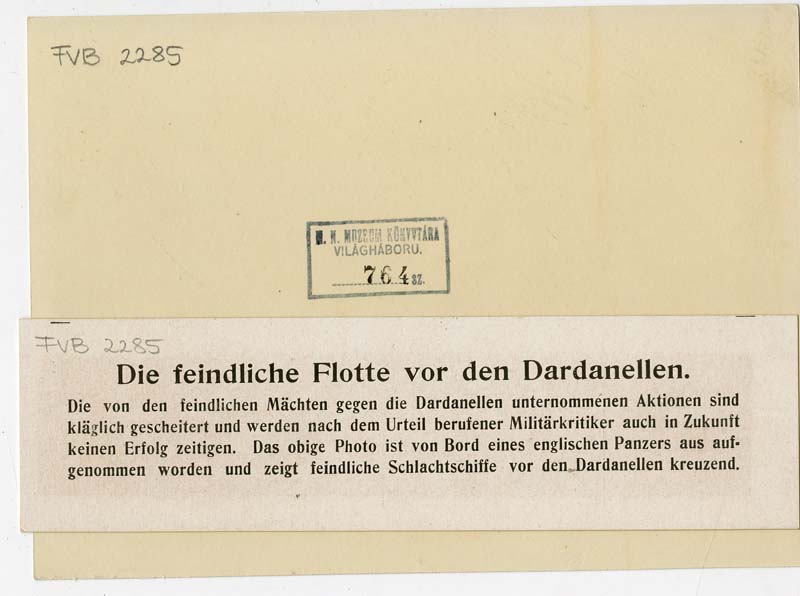 FVB 2285
M. N. MUZEUM KÖNYVTÁRA
VILÁGHÁBORU.
764 SZ.
FVB 2285
Die feindliche Flotte vor den Dardanellen.
Die von den feindlichen Mächten gegen die Dardanellen unternommenen Aktionen sind
kläglich gescheitert und werden nach dem Urteil berufener Militärkritiker auch in Zukunft
keinen Erfolg zeitigen. Das obige Photo ist von Bord eines englischen Panzers aus auf-
genommen worden und zeigt feindliche Schlachtschiffe vor den Dardanellen kreuzend.